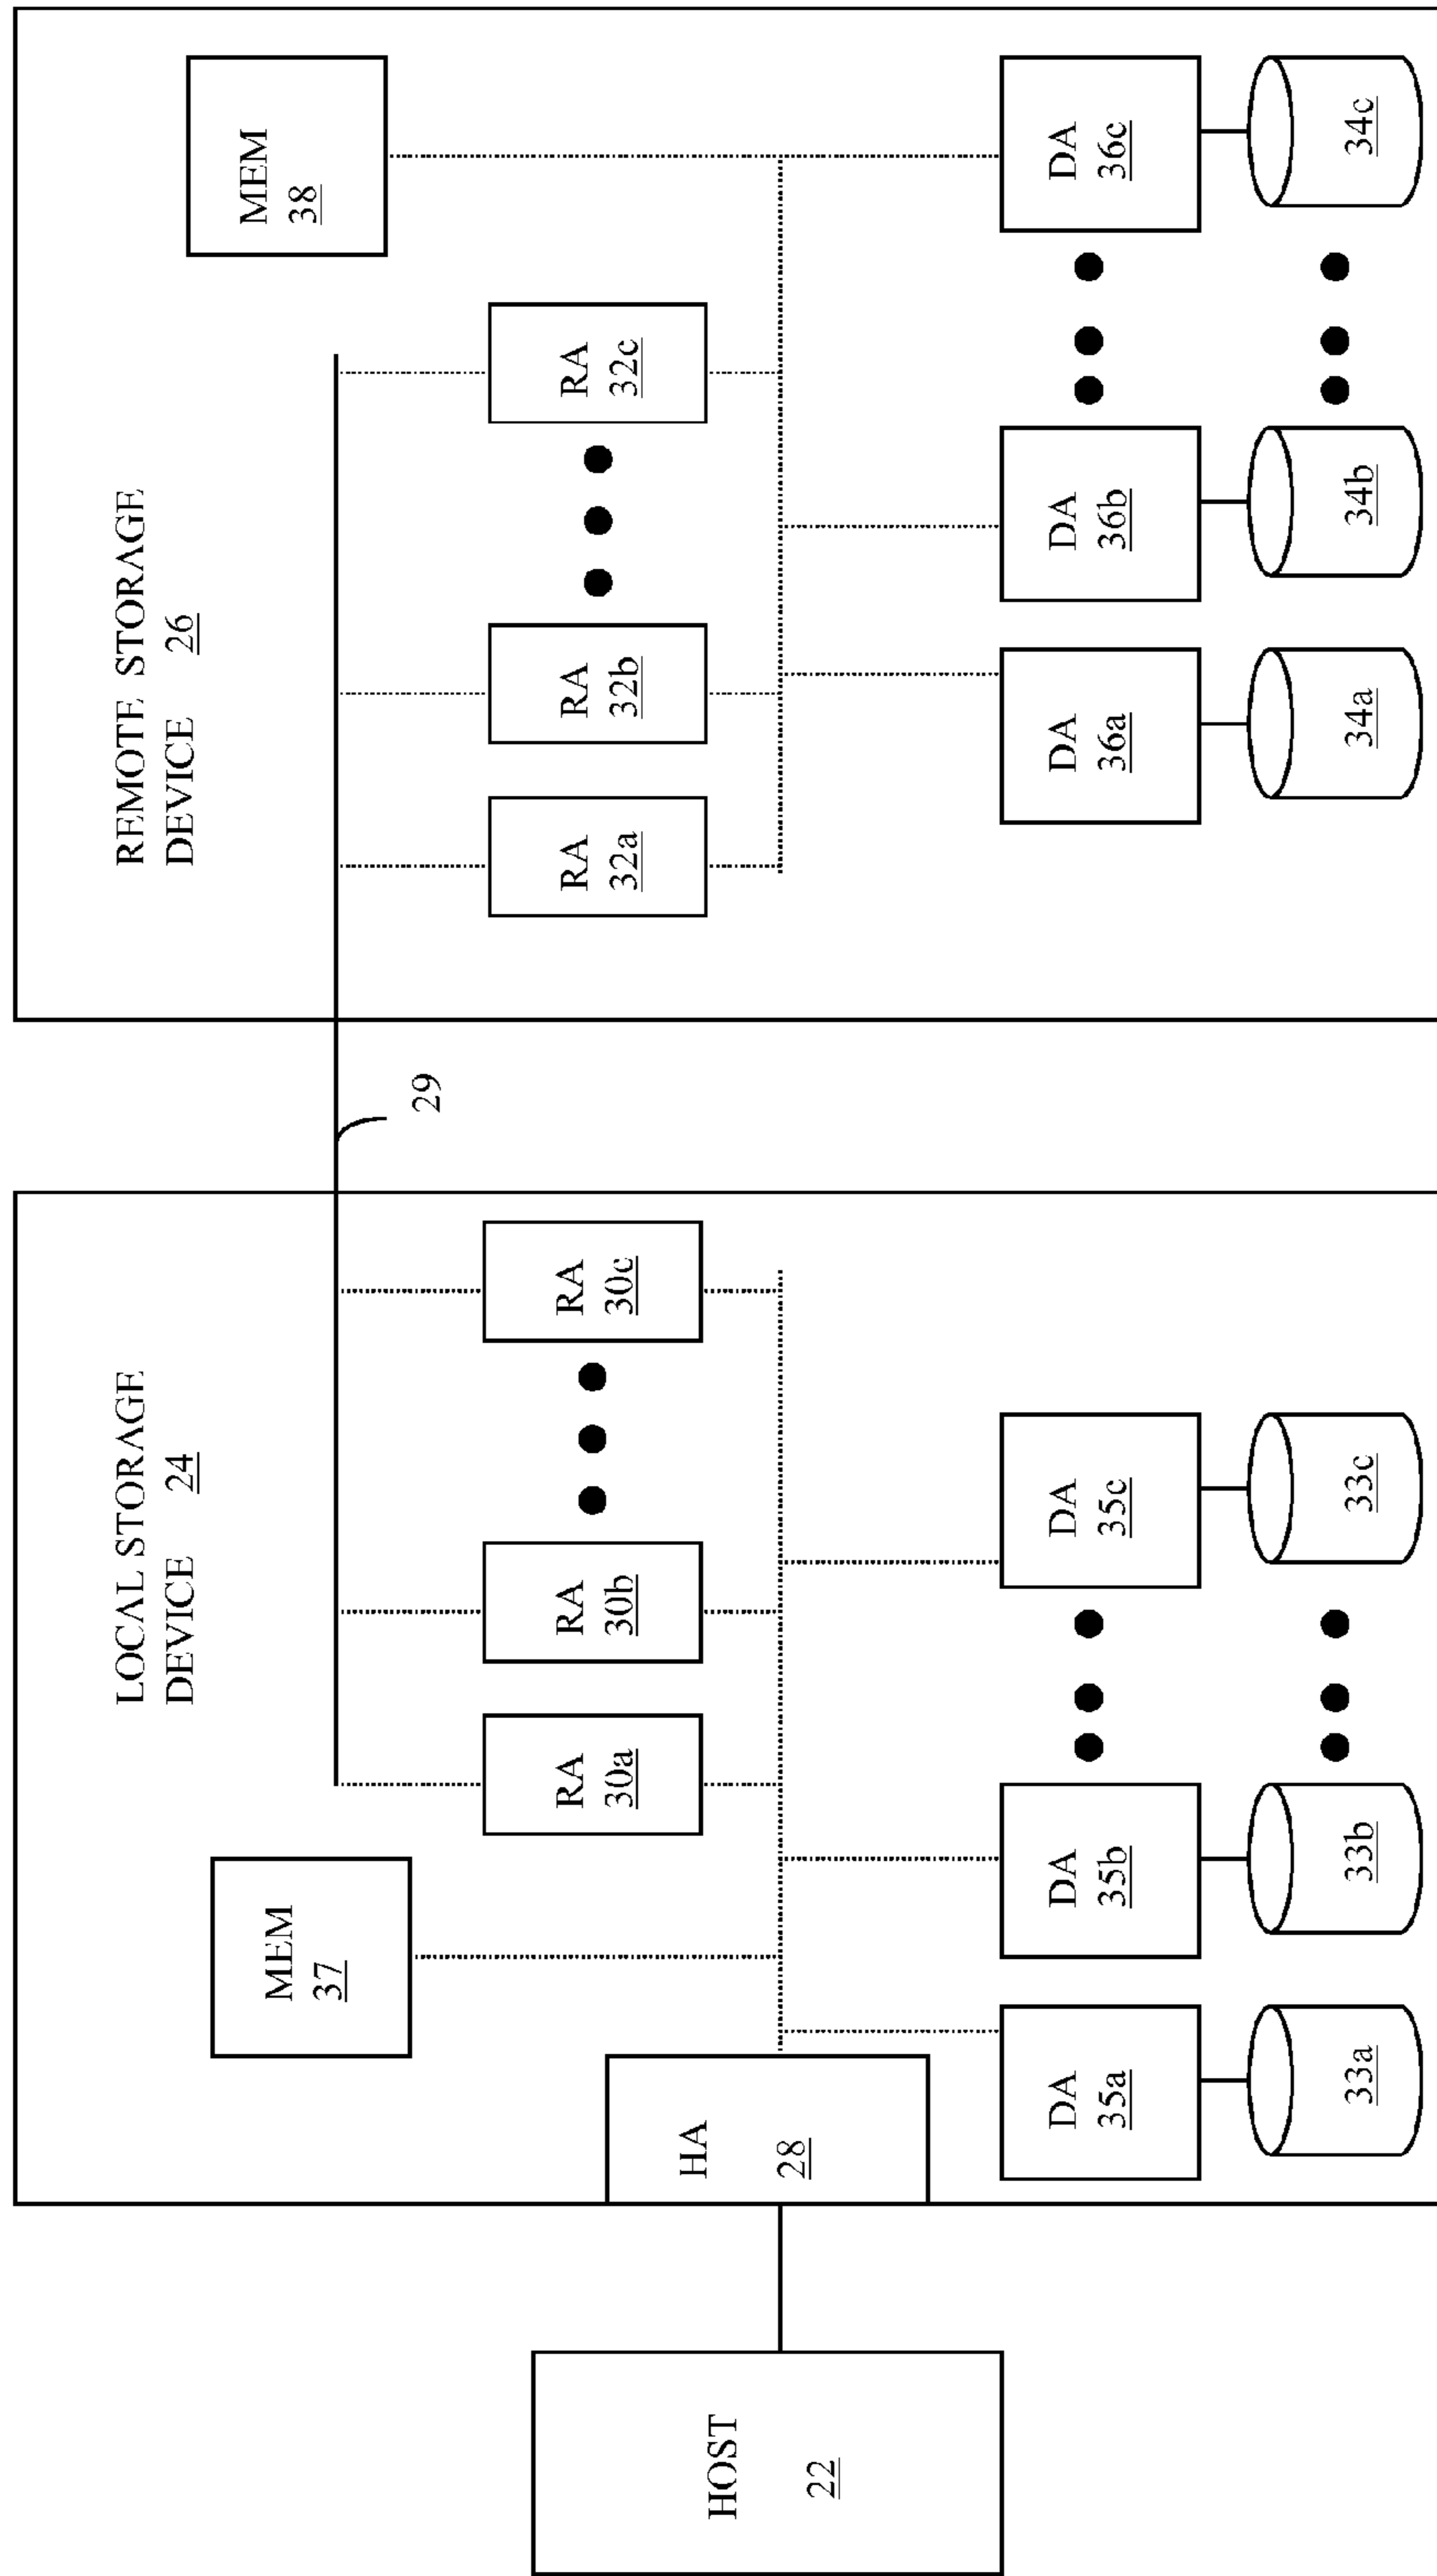 HOST
22
LOCAL STORAGE
DEVICE 24
MEM
37
HA
28
RA
30a
RA
30b
RA
30c
DA
35a
DA
35b
DA
35c
33a
33b
33c
29
REMOTE STORAGE
DEVICE 26
MEM
38
RA
32a
RA
32b
RA
32c
DA
36a
DA
36b
DA
36c
34a
34b
34c